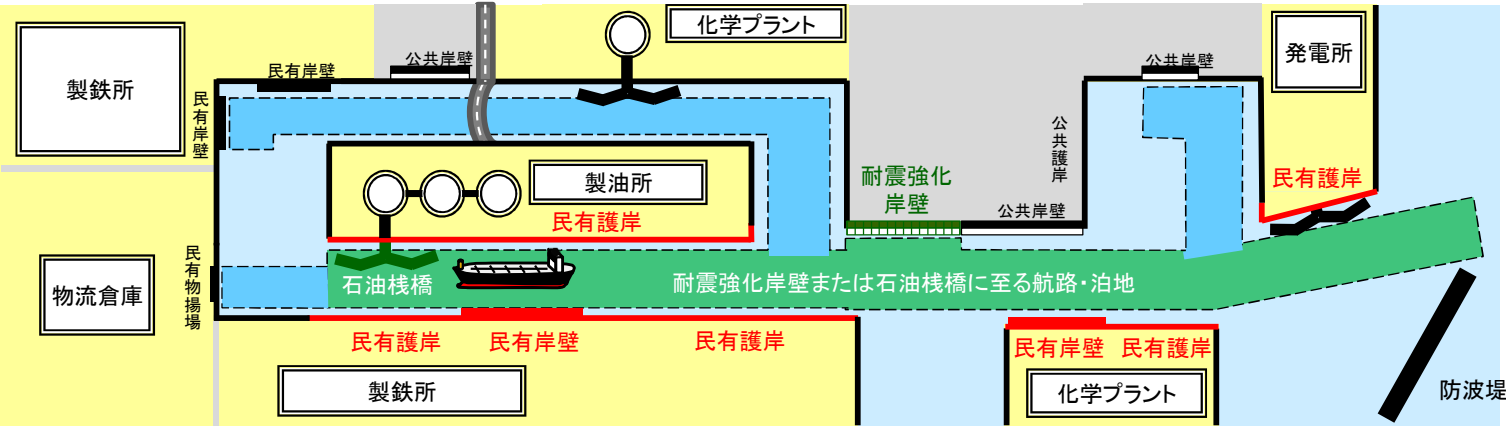 化学プラント
発電所
製鉄所
民有岸壁
公共岸壁
公共岸壁
民有岸壁
公共護岸
耐震強化
岸壁
公共岸壁
民有護岸
製油所
民有護岸
物流倉庫
民有物揚場
石油桟橋
耐震強化岸壁または石油桟橋に至る航路・泊地
民有護岸
民有岸壁
民有護岸
民有岸壁
民有護岸
製鉄所
化学プラント
防波堤